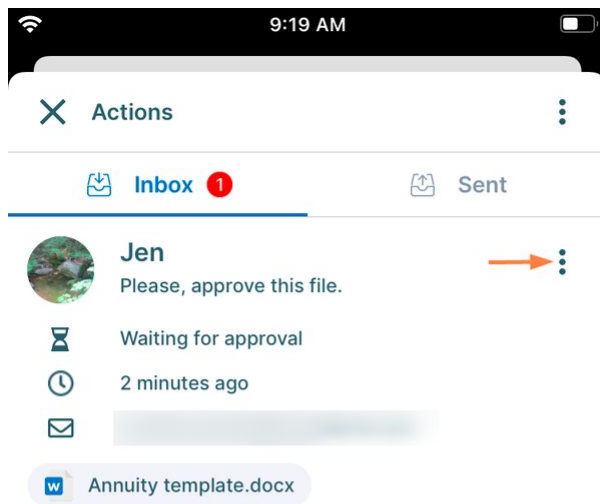 9:19 AM
Actions
Inbox 1
Sent
Jen
Please, approve this file.
Waiting for approval
2 minutes ago
W
Annuity template.docx